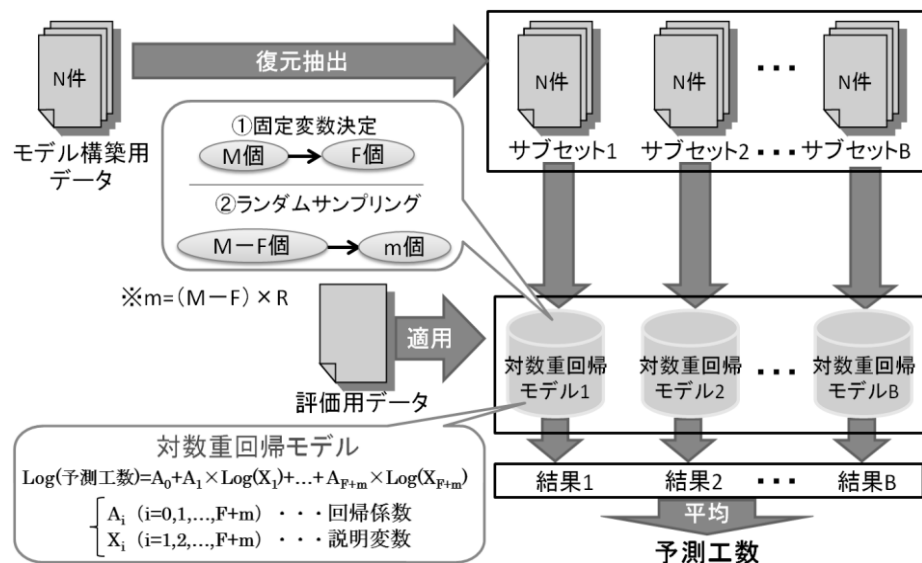 N件
モデル構築用
データ
復元抽出
N件
N件
・・・
N件
サブセット1
サブセット2
・・・
サブセットB
①固定変数決定
M個
F個
②ランダムサンプリング
M－F個
m個
※m=(M－F)×R
適用
評価用データ
対数重回帰
モデル1
対数重回帰
モデル2
・・・
対数重回帰
モデルB
対数重回帰モデル
Log(予測工数)=A₀+A₁×Log(X₁)+…+A_{F+m}×Log(X_{F+m})
A_i (i=0,1,…,F+m) ・・・回帰係数
X_i (i=1,2,…,F+m) ・・・説明変数
結果1
結果2
・・・
結果B
平均
予測工数